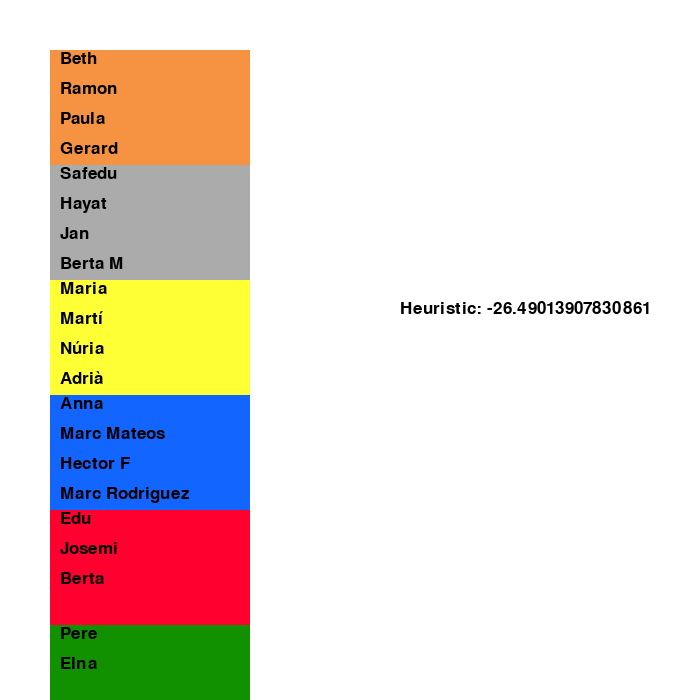 Beth
Ramon
Paula
Gerard
Safedu
Hayat
Jan
Berta M
Maria
Martí
Núria
Adrià
Anna
Marc Mateos
Hector F
Marc Rodriguez
Edu
Josemi
Berta
Pere
Elna
Heuristic: -26.49013907830861